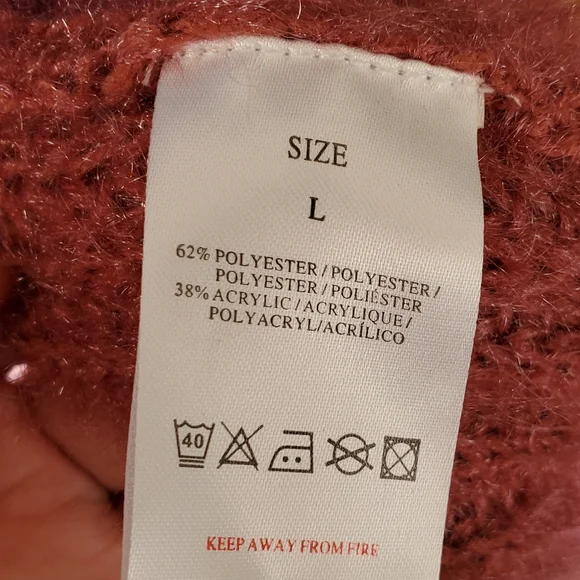 SIZE
L
62% POLYESTER / POLYESTER /
POLYESTER / POLIÉSTER
38% ACRYLIC / ACRYLIQUE /
POLYACRYL/ACRÍLICO
40
KEEP AWAY FROM FIRE